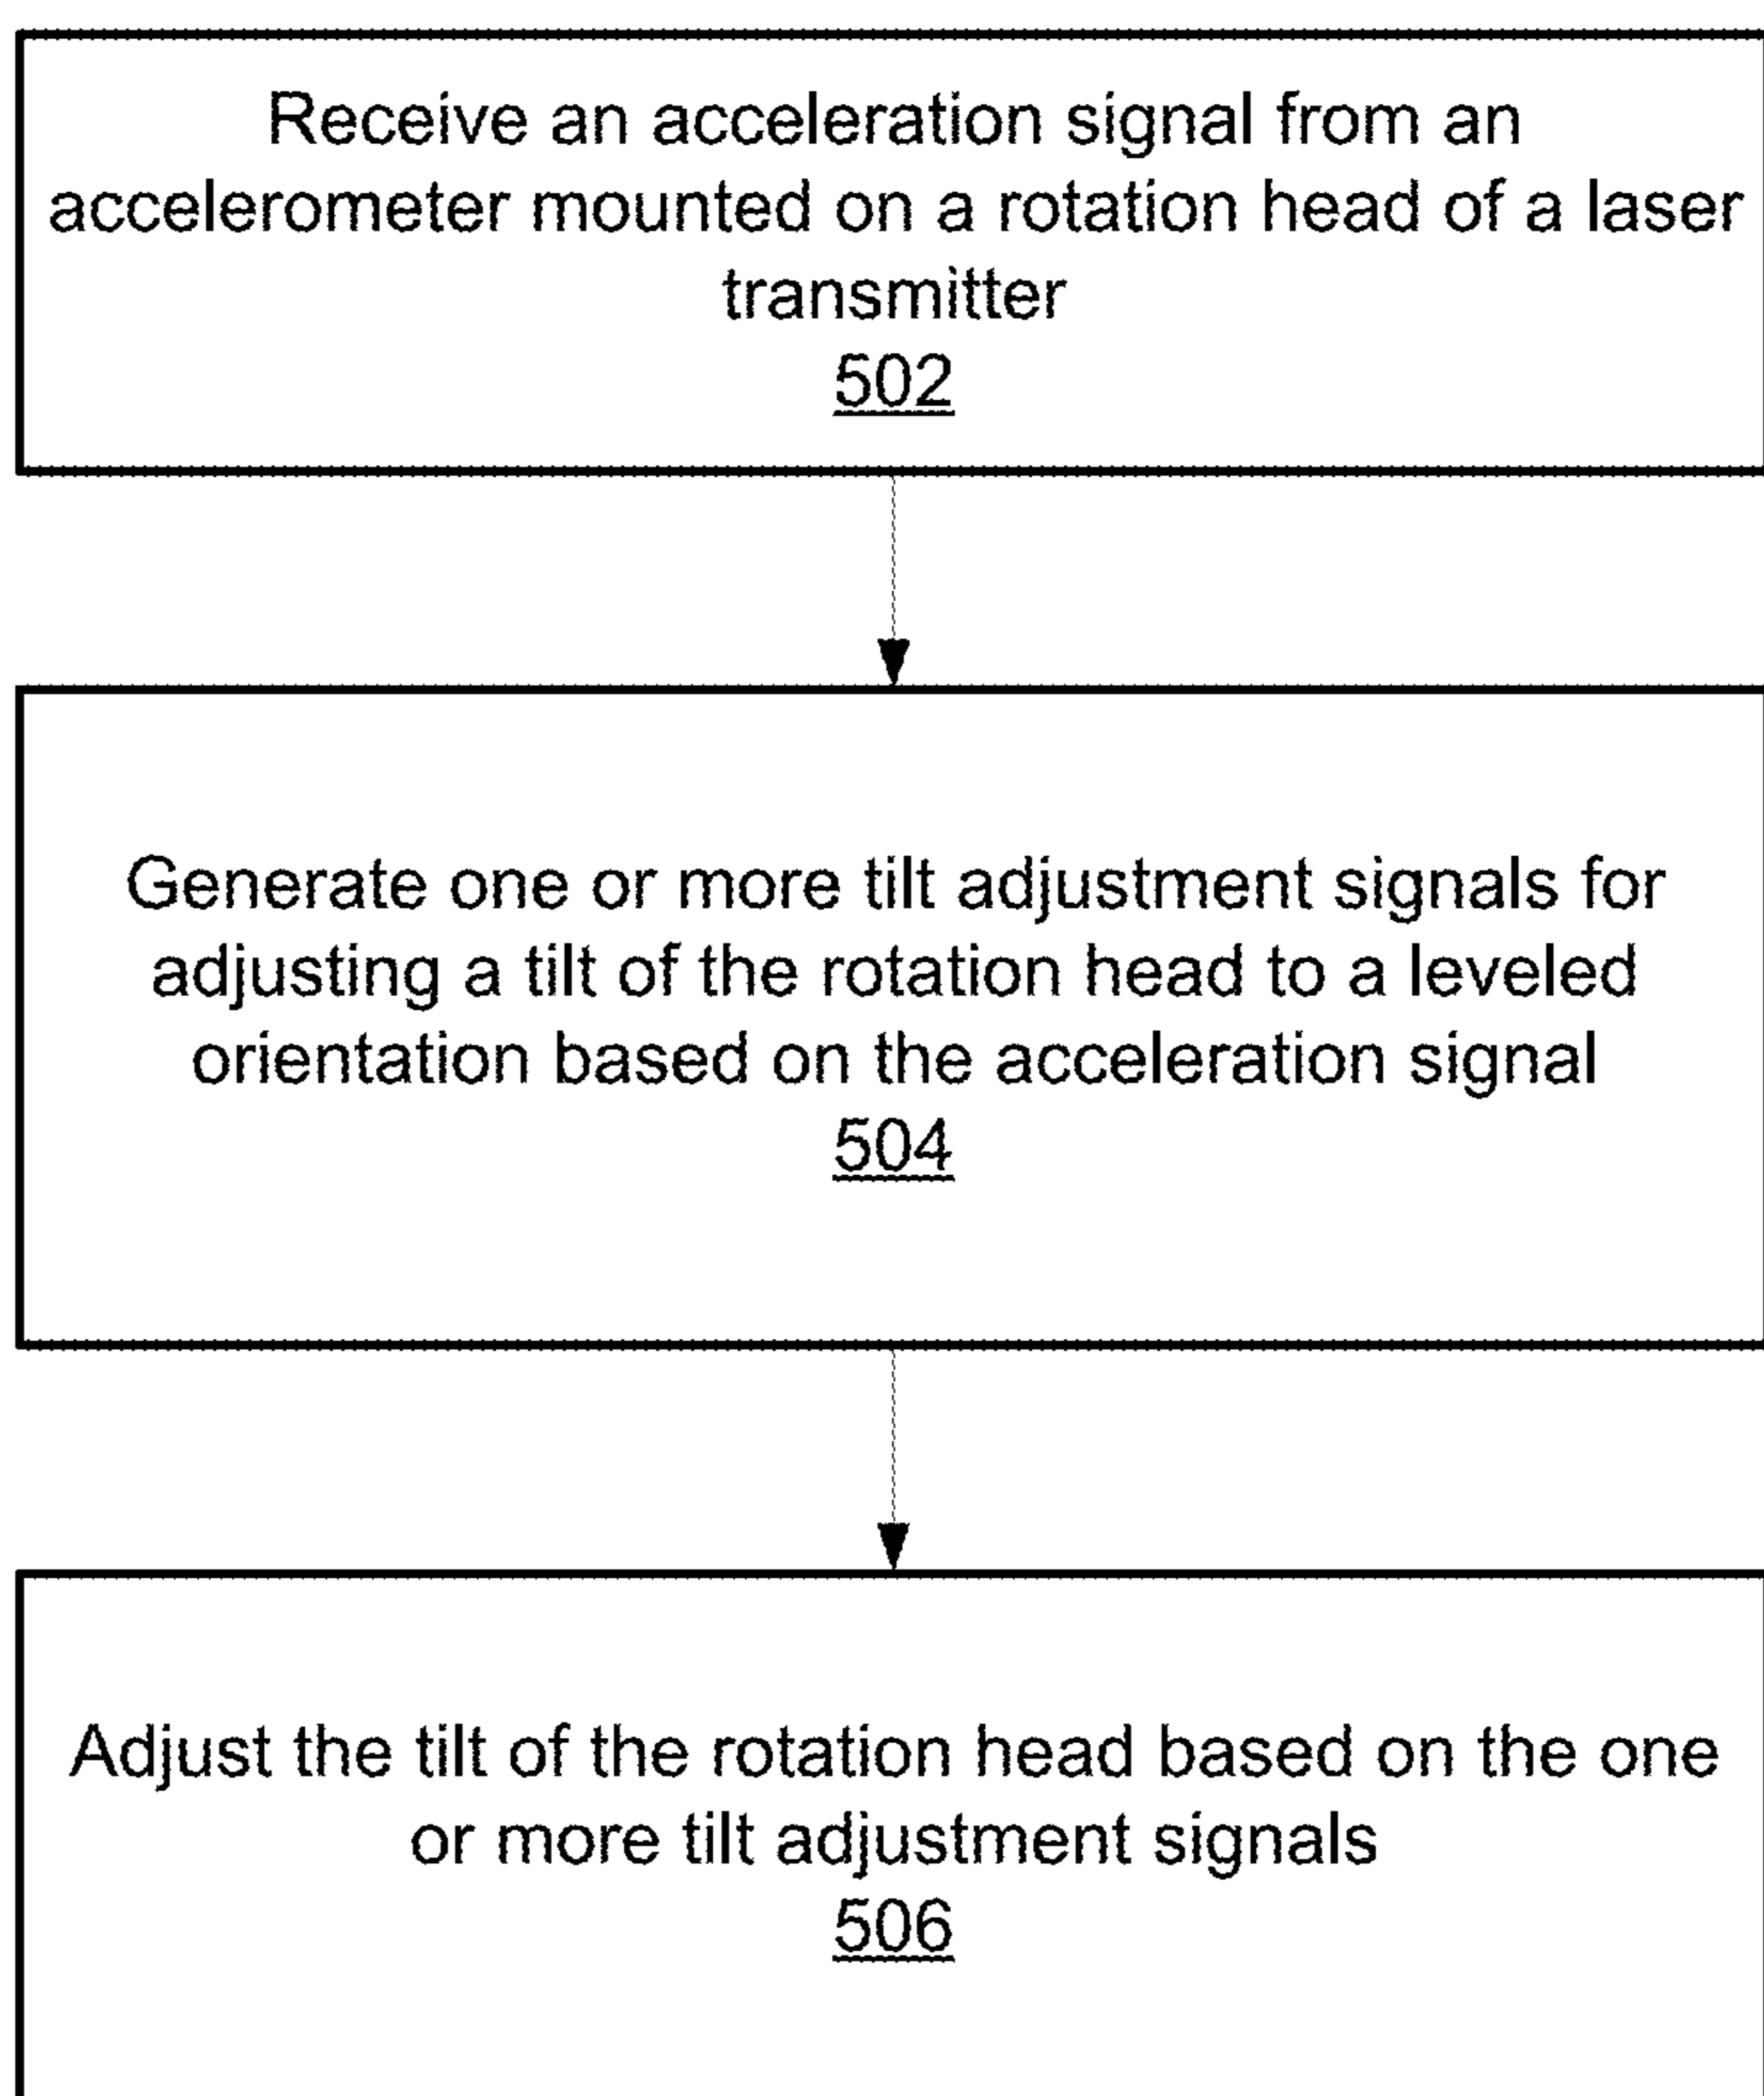 Receive an acceleration signal from an
accelerometer mounted on a rotation head of a laser
transmitter
502
Generate one or more tilt adjustment signals for
adjusting a tilt of the rotation head to a leveled
orientation based on the acceleration signal
504
Adjust the tilt of the rotation head based on the one
or more tilt adjustment signals
506